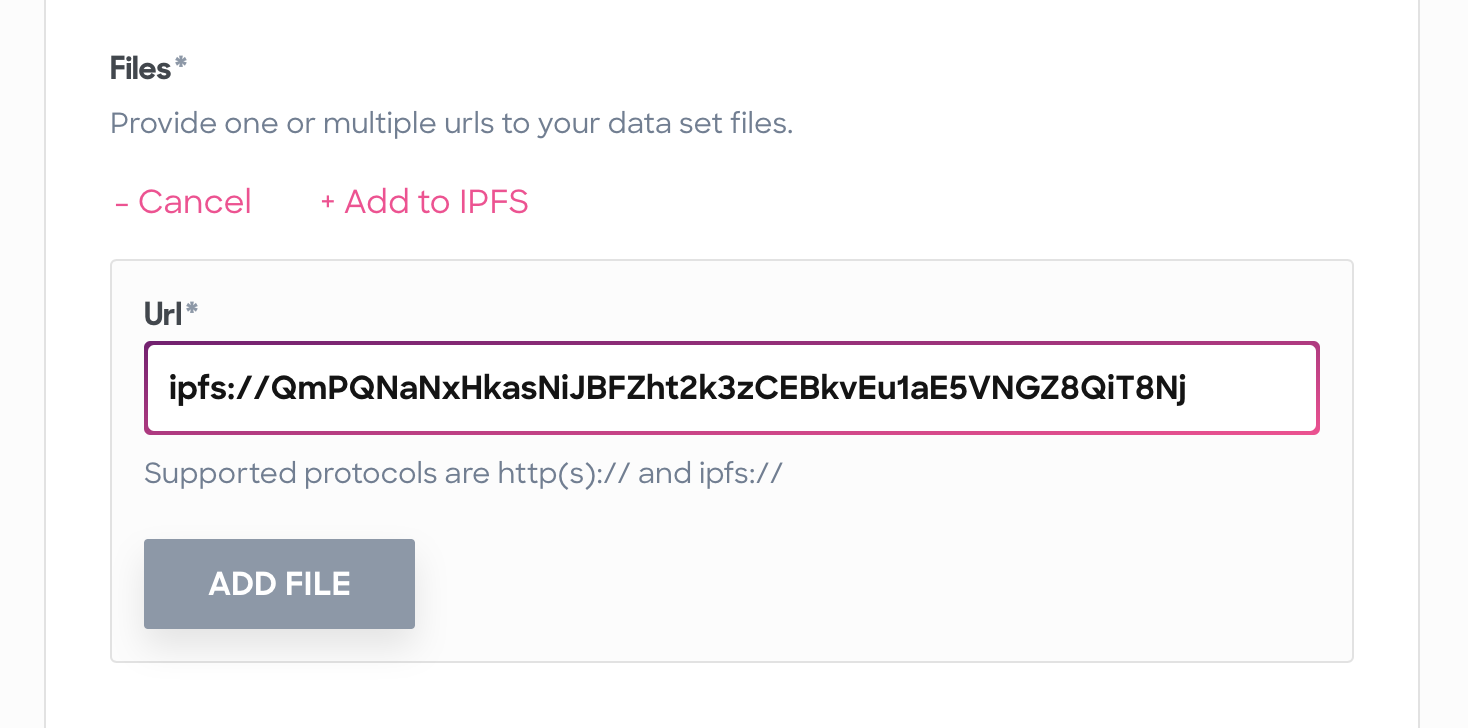 Files*
Provide one or multiple urls to your data set files.
- Cancel + Add to IPFS
Url*
ipfs://QmPQNaNxHkasNiJBFZht2k3zCEBkvEu1aE5VNGZ8QiT8Nj
Supported protocols are http(s):// and ipfs://
ADD FILE